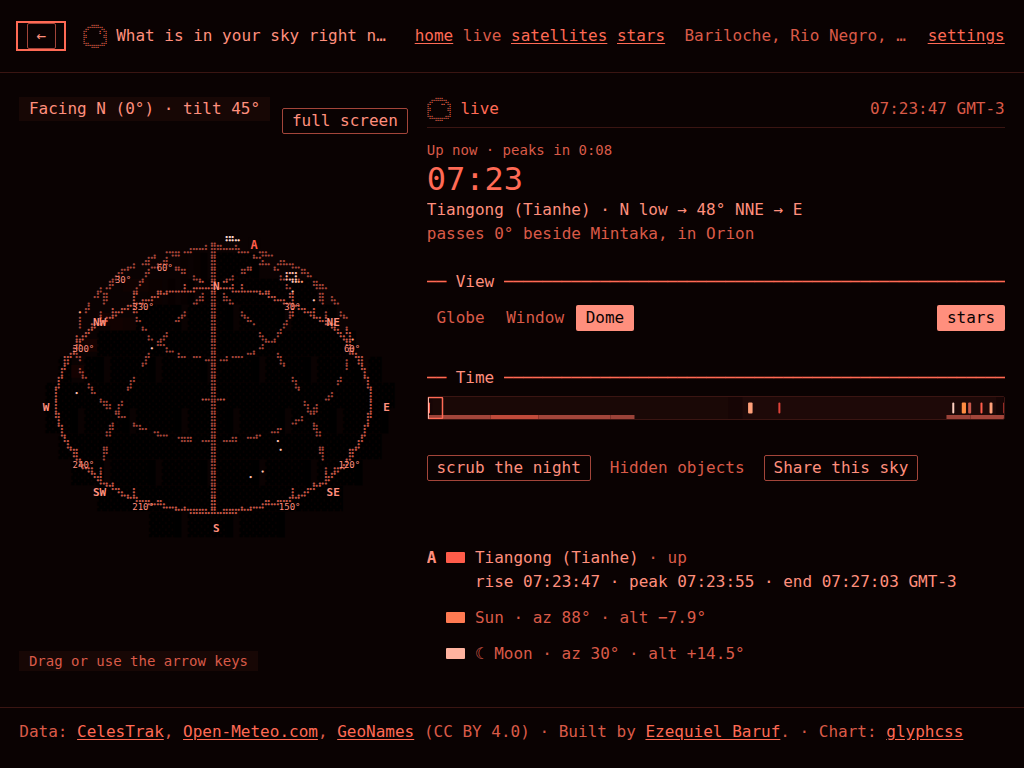 ← What is in your sky right n… home live satellites stars Bariloche, Rio Negro, … settings
Facing N (0°) · tilt 45°
full screen
live 07:23:47 GMT-3
Up now · peaks in 0:08
07:23
Tiangong (Tianhe) · N low → 48° NNE → E
passes 0° beside Mintaka, in Orion
View
Globe Window Dome stars
Time
scrub the night Hidden objects Share this sky
A Tiangong (Tianhe) · up
rise 07:23:47 · peak 07:23:55 · end 07:27:03 GMT-3
Sun · az 88° · alt −7.9°
☾ Moon · az 30° · alt +14.5°
A
60°
30°
N
330° 30°
NW NE
300° 60°
W E
240° 120°
SW SE
210° 150°
S
Drag or use the arrow keys
Data: CelesTrak, Open-Meteo.com, GeoNames (CC BY 4.0) · Built by Ezequiel Baruf. · Chart: glyphcss